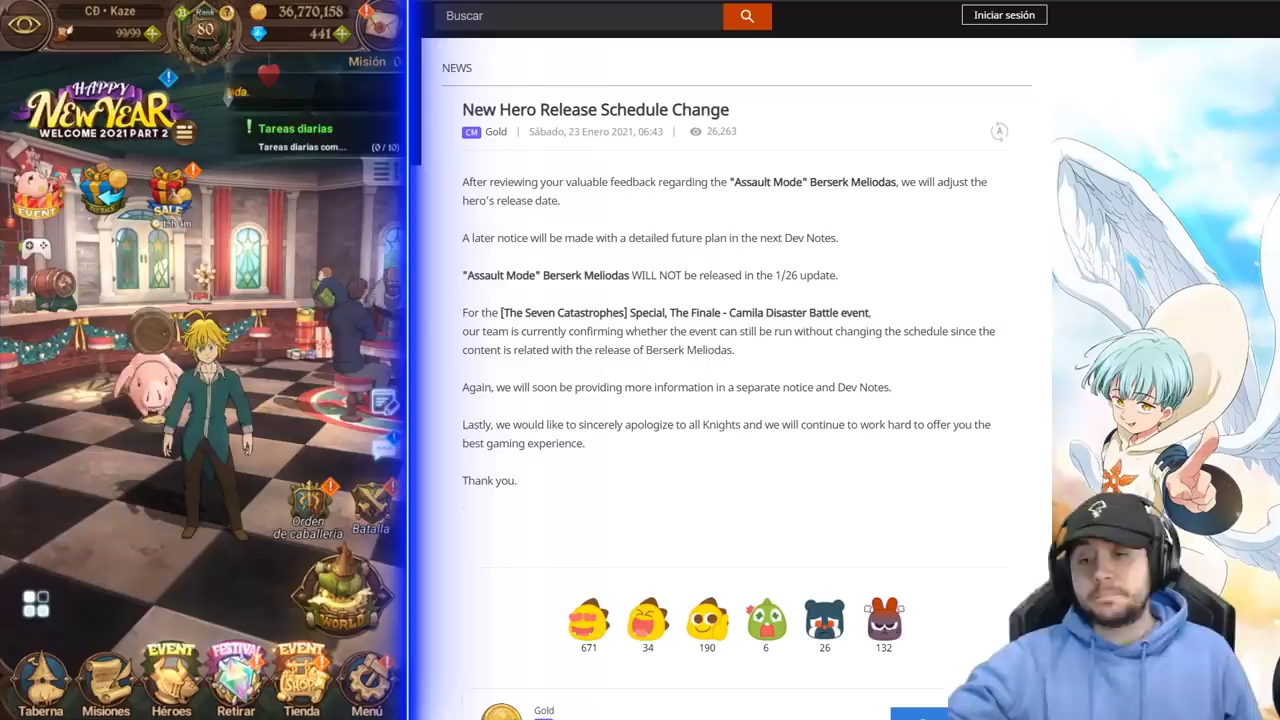 CĐ • Kaze
99/99
Rank
80
36,770,158
441
Misión
da.
HAPPY
NEW YEAR
WELCOME 2021 PART 2
Tareas diarias
Tareas diarias com... (0 / 10)
EVENT
PAY BACK
SALE
15h 4m
Orden
de caballería
Batalla
WORLD
EVENT
FESTIVAL
EVENT
SHOP
Taberna
Misiones
Héroes
Retirar
Tienda
Menú
Buscar
Iniciar sesión
NEWS
New Hero Release Schedule Change
CM Gold | Sábado, 23 Enero 2021, 06:43 | 26,263
A
After reviewing your valuable feedback regarding the "Assault Mode" Berserk Meliodas, we will adjust the
hero's release date.
A later notice will be made with a detailed future plan in the next Dev Notes.
"Assault Mode" Berserk Meliodas WILL NOT be released in the 1/26 update.
For the [The Seven Catastrophes] Special, The Finale - Camila Disaster Battle event,
our team is currently confirming whether the event can still be run without changing the schedule since the
content is related with the release of Berserk Meliodas.
Again, we will soon be providing more information in a separate notice and Dev Notes.
Lastly, we would like to sincerely apologize to all Knights and we will continue to work hard to offer you the
best gaming experience.
Thank you.
671
34
190
6
26
132
Gold